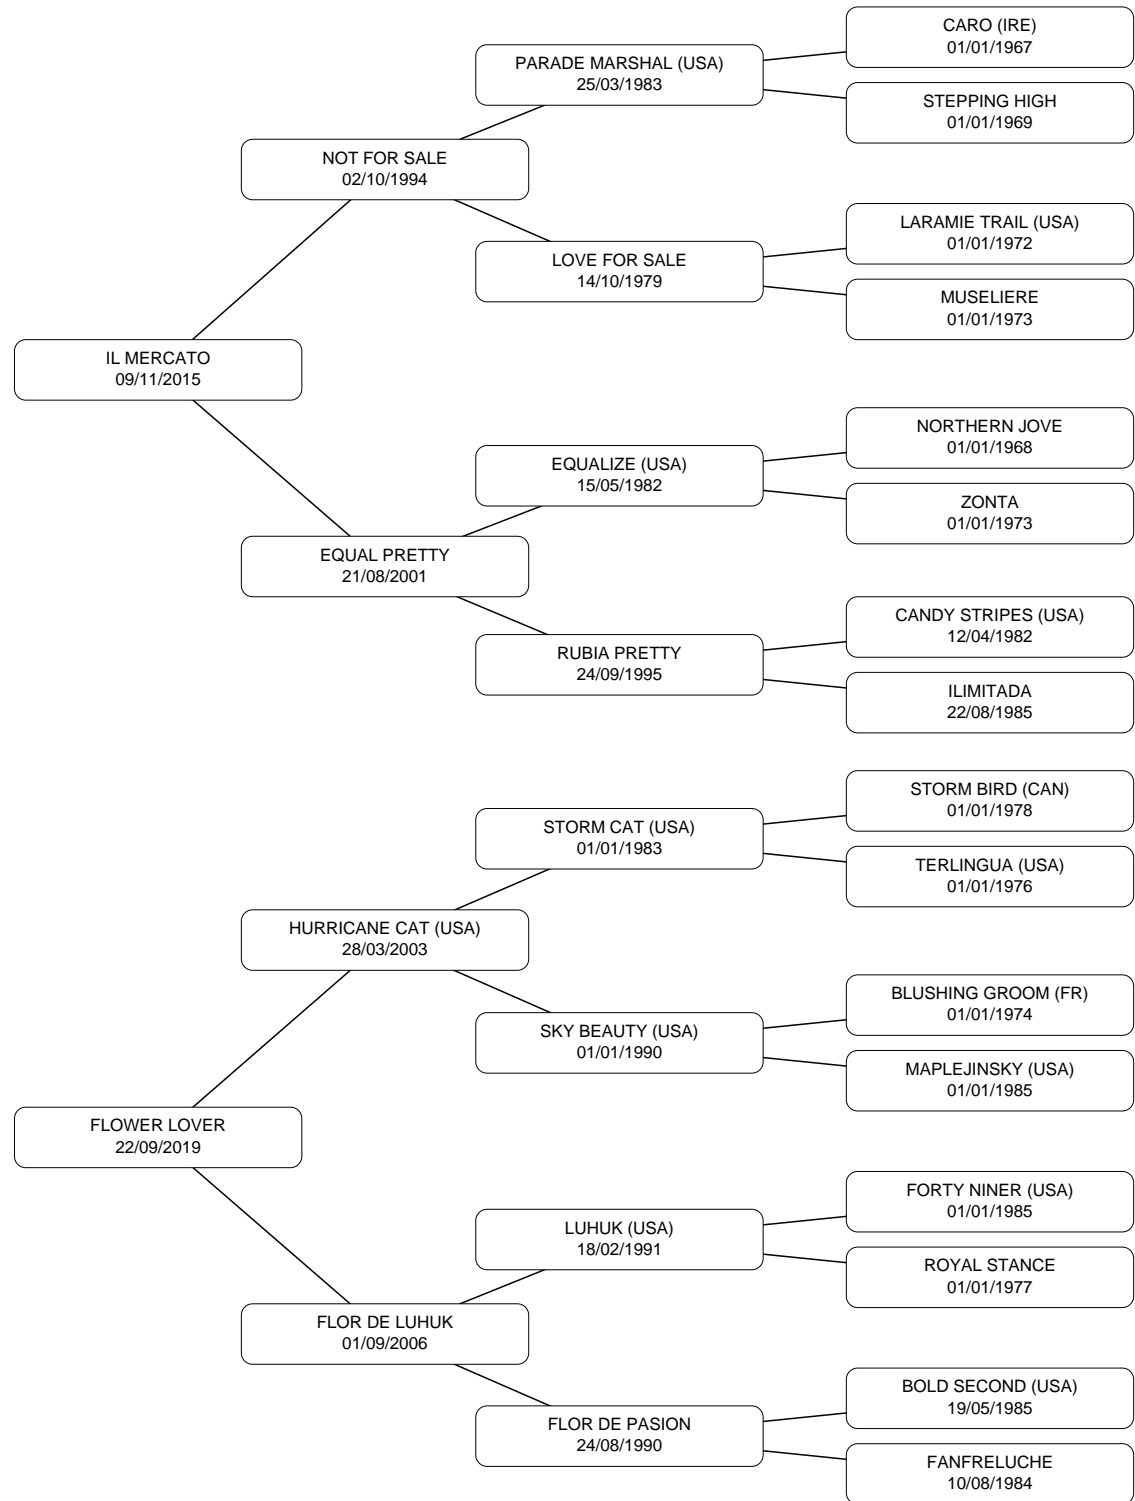 CARO (IRE)
01/01/1967
PARADE MARSHAL (USA)
25/03/1983
STEPPING HIGH
01/01/1969
NOT FOR SALE
02/10/1994
LARAMIE TRAIL (USA)
01/01/1972
LOVE FOR SALE
14/10/1979
MUSELIERE
01/01/1973
IL MERCATO
09/11/2015
NORTHERN JOVE
01/01/1968
EQUALIZE (USA)
15/05/1982
ZONTA
01/01/1973
EQUAL PRETTY
21/08/2001
CANDY STRIPES (USA)
12/04/1982
RUBIA PRETTY
24/09/1995
ILIMITADA
22/08/1985
STORM BIRD (CAN)
01/01/1978
STORM CAT (USA)
01/01/1983
TERLINGUA (USA)
01/01/1976
HURRICANE CAT (USA)
28/03/2003
BLUSHING GROOM (FR)
01/01/1974
SKY BEAUTY (USA)
01/01/1990
MAPLEJINSKY (USA)
01/01/1985
FLOWER LOVER
22/09/2019
FORTY NINER (USA)
01/01/1985
LUHUK (USA)
18/02/1991
ROYAL STANCE
01/01/1977
FLOR DE LUHUK
01/09/2006
BOLD SECOND (USA)
19/05/1985
FLOR DE PASION
24/08/1990
FANFRELUCHE
10/08/1984